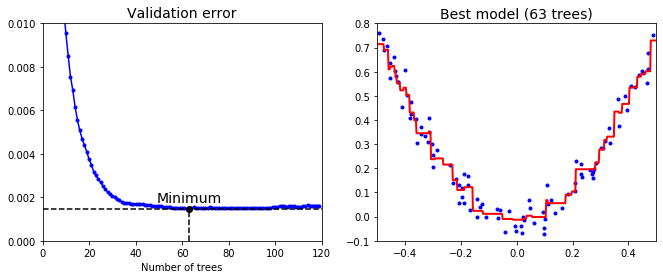 Validation error
0.010
0.008
0.006
0.004
0.002
0.000
Minimum
0 20 40 60 80 100 120
Number of trees
Best model (63 trees)
0.8
0.7
0.6
0.5
0.4
0.3
0.2
0.1
0.0
−0.1
−0.4 −0.2 0.0 0.2 0.4